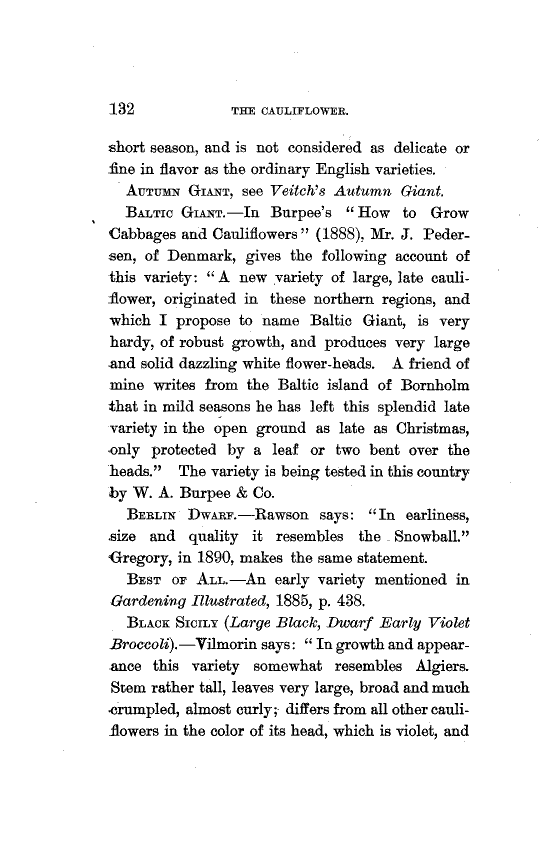 132 THE CAULIFLOWER.
short season, and is not considered as delicate or
fine in flavor as the ordinary English varieties.
AUTUMN GIANT, see Veitch's Autumn Giant.
BALTIC GIANT.—In Burpee's "How to Grow
Cabbages and Cauliflowers" (1888), Mr. J. Peder-
sen, of Denmark, gives the following account of
this variety: "A new variety of large, late cauli-
flower, originated in these northern regions, and
which I propose to name Baltic Giant, is very
hardy, of robust growth, and produces very large
and solid dazzling white flower-heads. A friend of
mine writes from the Baltic island of Bornholm
that in mild seasons he has left this splendid late
variety in the open ground as late as Christmas,
only protected by a leaf or two bent over the
heads." The variety is being tested in this country
by W. A. Burpee & Co.
BERLIN DWARF.—Rawson says: "In earliness,
size and quality it resembles the Snowball."
Gregory, in 1890, makes the same statement.
BEST OF ALL.—An early variety mentioned in
Gardening Illustrated, 1885, p. 438.
BLACK SICILY (Large Black, Dwarf Early Violet
Broccoli).—Vilmorin says: "In growth and appear-
ance this variety somewhat resembles Algiers.
Stem rather tall, leaves very large, broad and much
crumpled, almost curly; differs from all other cauli-
flowers in the color of its head, which is violet, and